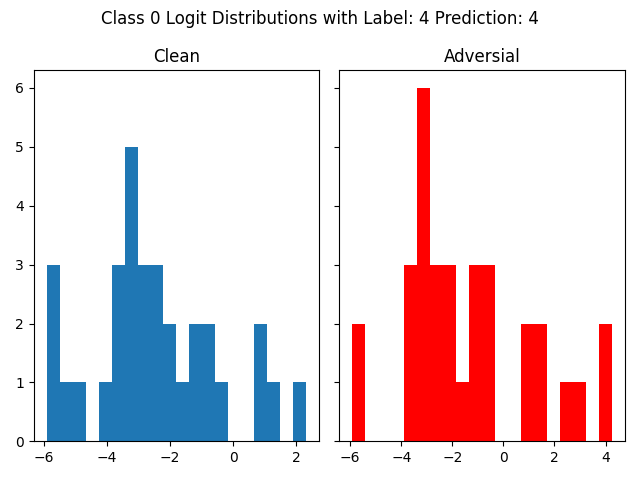 Class 0 Logit Distributions with Label: 4 Prediction: 4
Clean
Adversial
6
5
4
3
2
1
0
−6 −4 −2 0 2
−6 −4 −2 0 2 4